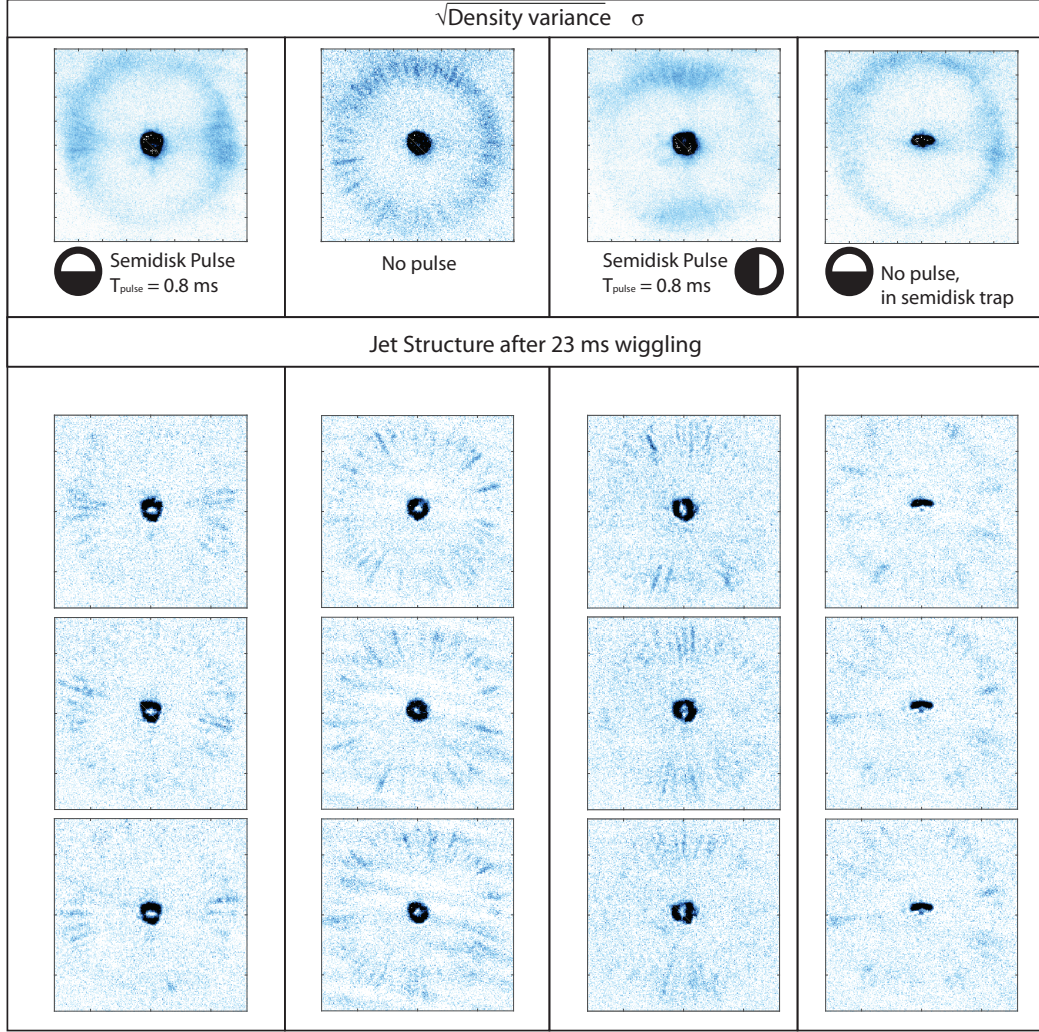 √Density variance σ
Semidisk Pulse
Tpulse = 0.8 ms
No pulse
Semidisk Pulse
Tpulse = 0.8 ms
No pulse,
in semidisk trap
Jet Structure after 23 ms wiggling